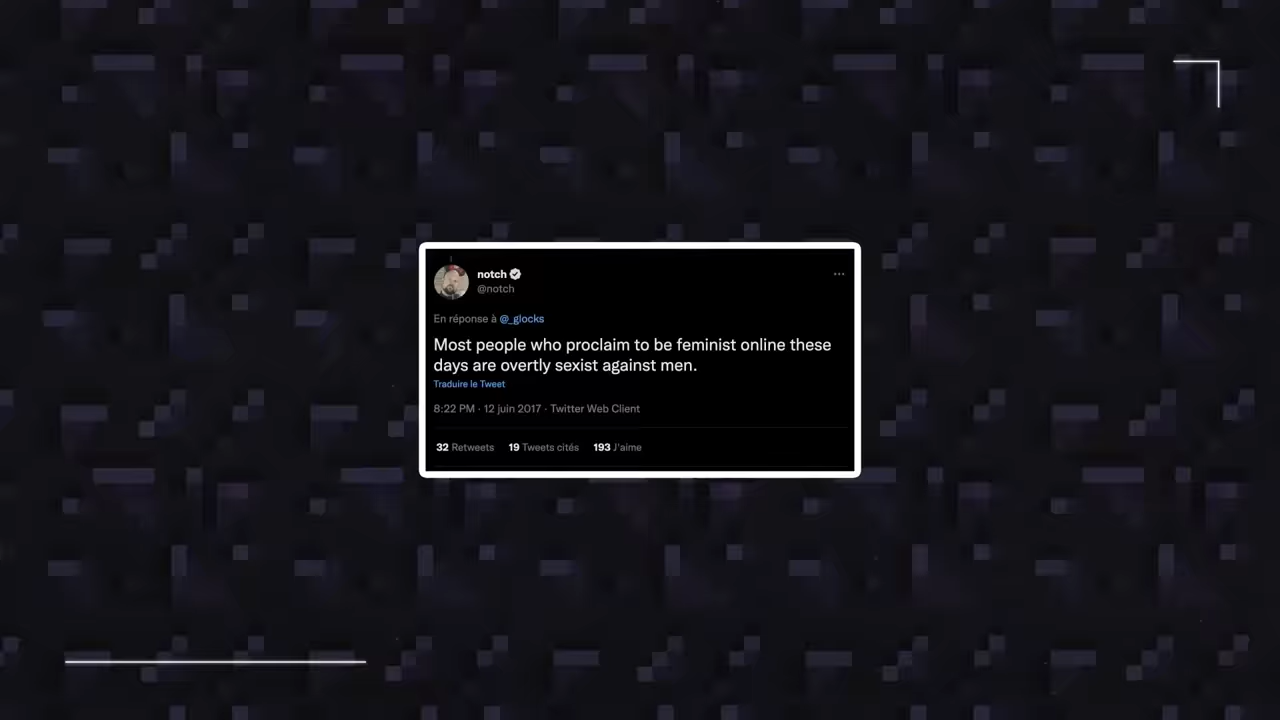 notch
@notch
En réponse à @_glocks
Most people who proclaim to be feminist online these
days are overtly sexist against men.
Traduire le Tweet
8:22 PM · 12 juin 2017 · Twitter Web Client
32 Retweets 19 Tweets cités 193 J'aime